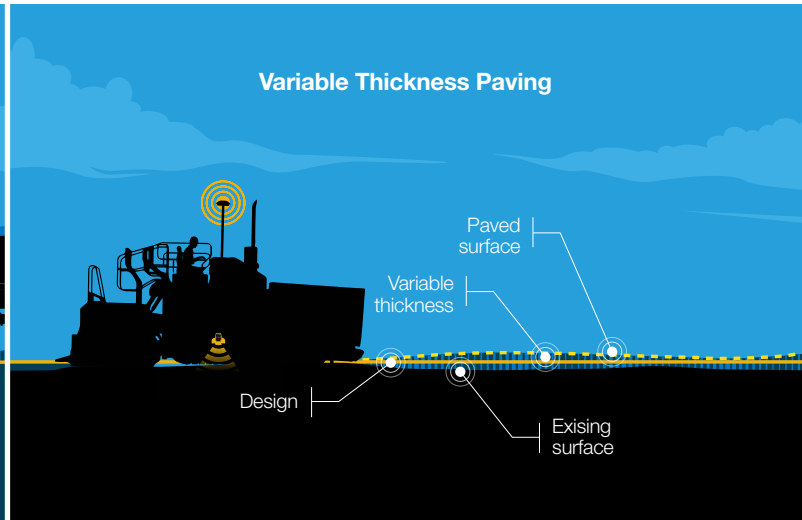 Variable Thickness Paving
Paved
surface
Variable
thickness
Design
Exising
surface